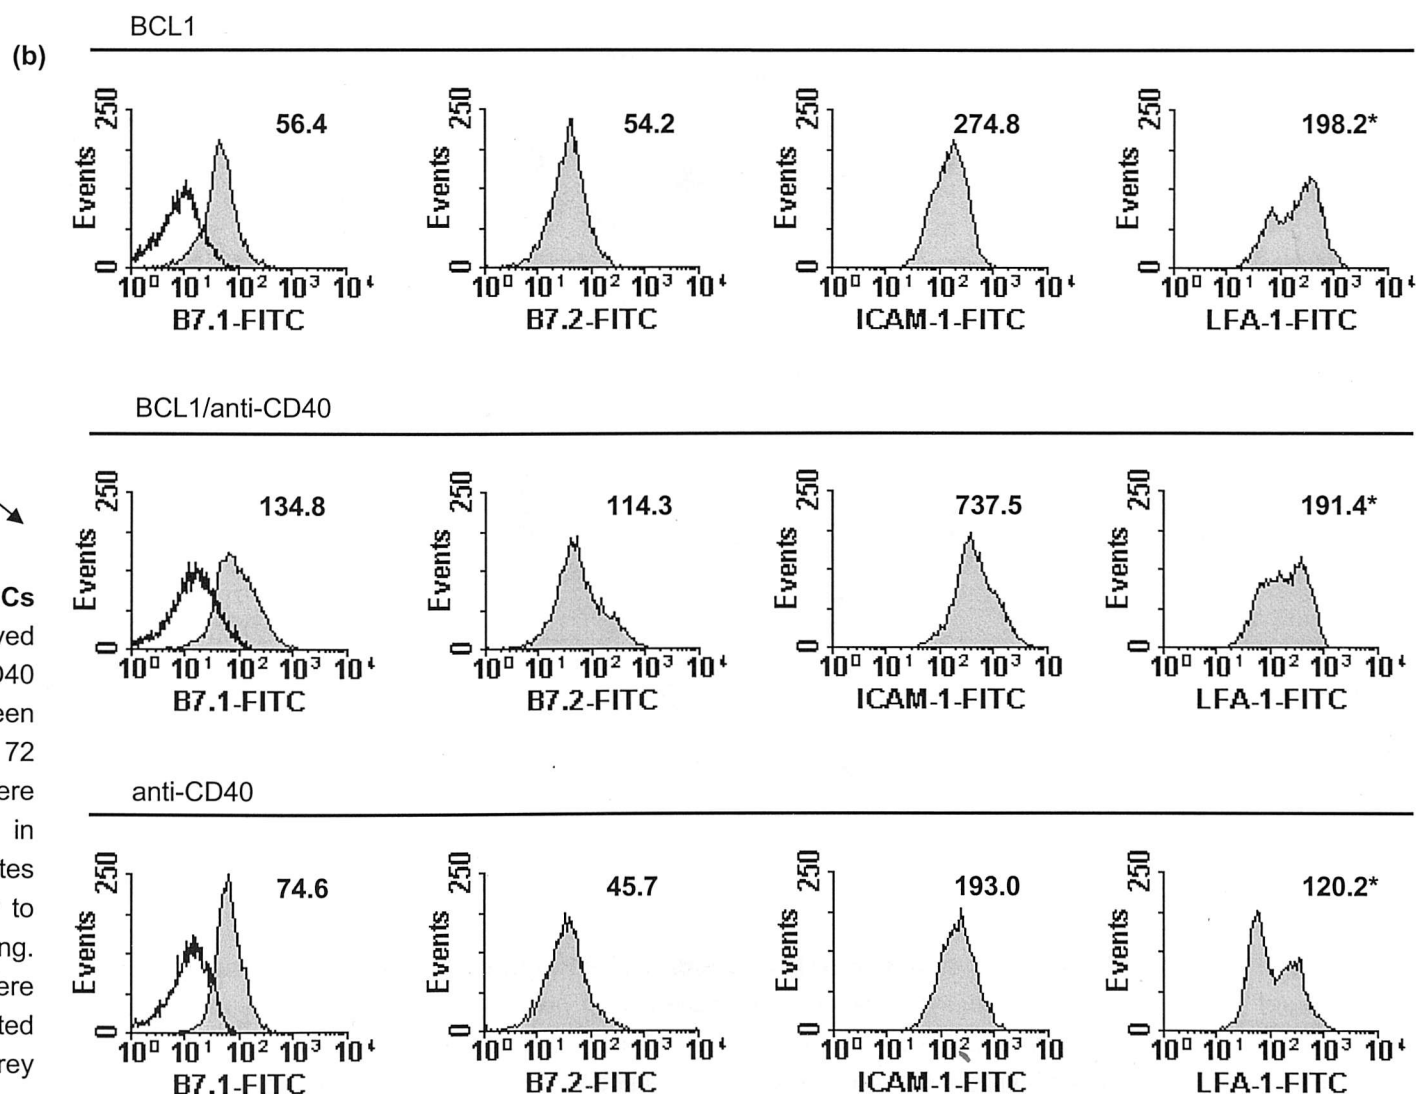 BCL1
(b)
56.4
54.2
274.8
198.2*
250
250
250
250
Events
Events
Events
Events
0
0
0
0
10⁰ 10¹ 10² 10³ 10⁴
10⁰ 10¹ 10² 10³ 10⁴
10⁰ 10¹ 10² 10³ 10⁴
10⁰ 10¹ 10² 10³ 10⁴
B7.1-FITC
B7.2-FITC
ICAM-1-FITC
LFA-1-FITC
BCL1/anti-CD40
134.8
114.3
737.5
191.4*
250
250
250
250
Events
Events
Events
Events
0
0
0
0
10⁰ 10¹ 10² 10³ 10⁴
10⁰ 10¹ 10² 10³ 10⁴
10⁰ 10¹ 10² 10³ 10
10⁰ 10¹ 10² 10³ 10⁴
B7.1-FITC
B7.2-FITC
ICAM-1-FITC
LFA-1-FITC
Cs
yed
040
een
72
ere
in
tes
to
ng.
ere
ted
rey
anti-CD40
74.6
45.7
193.0
120.2*
250
250
250
250
Events
Events
Events
Events
0
0
0
0
10⁰ 10¹ 10² 10³ 10⁴
10⁰ 10¹ 10² 10³ 10⁴
10⁰ 10¹ 10² 10³ 10
10⁰ 10¹ 10² 10³ 10⁴
B7.1-FITC
B7.2-FITC
ICAM-1-FITC
LFA-1-FITC